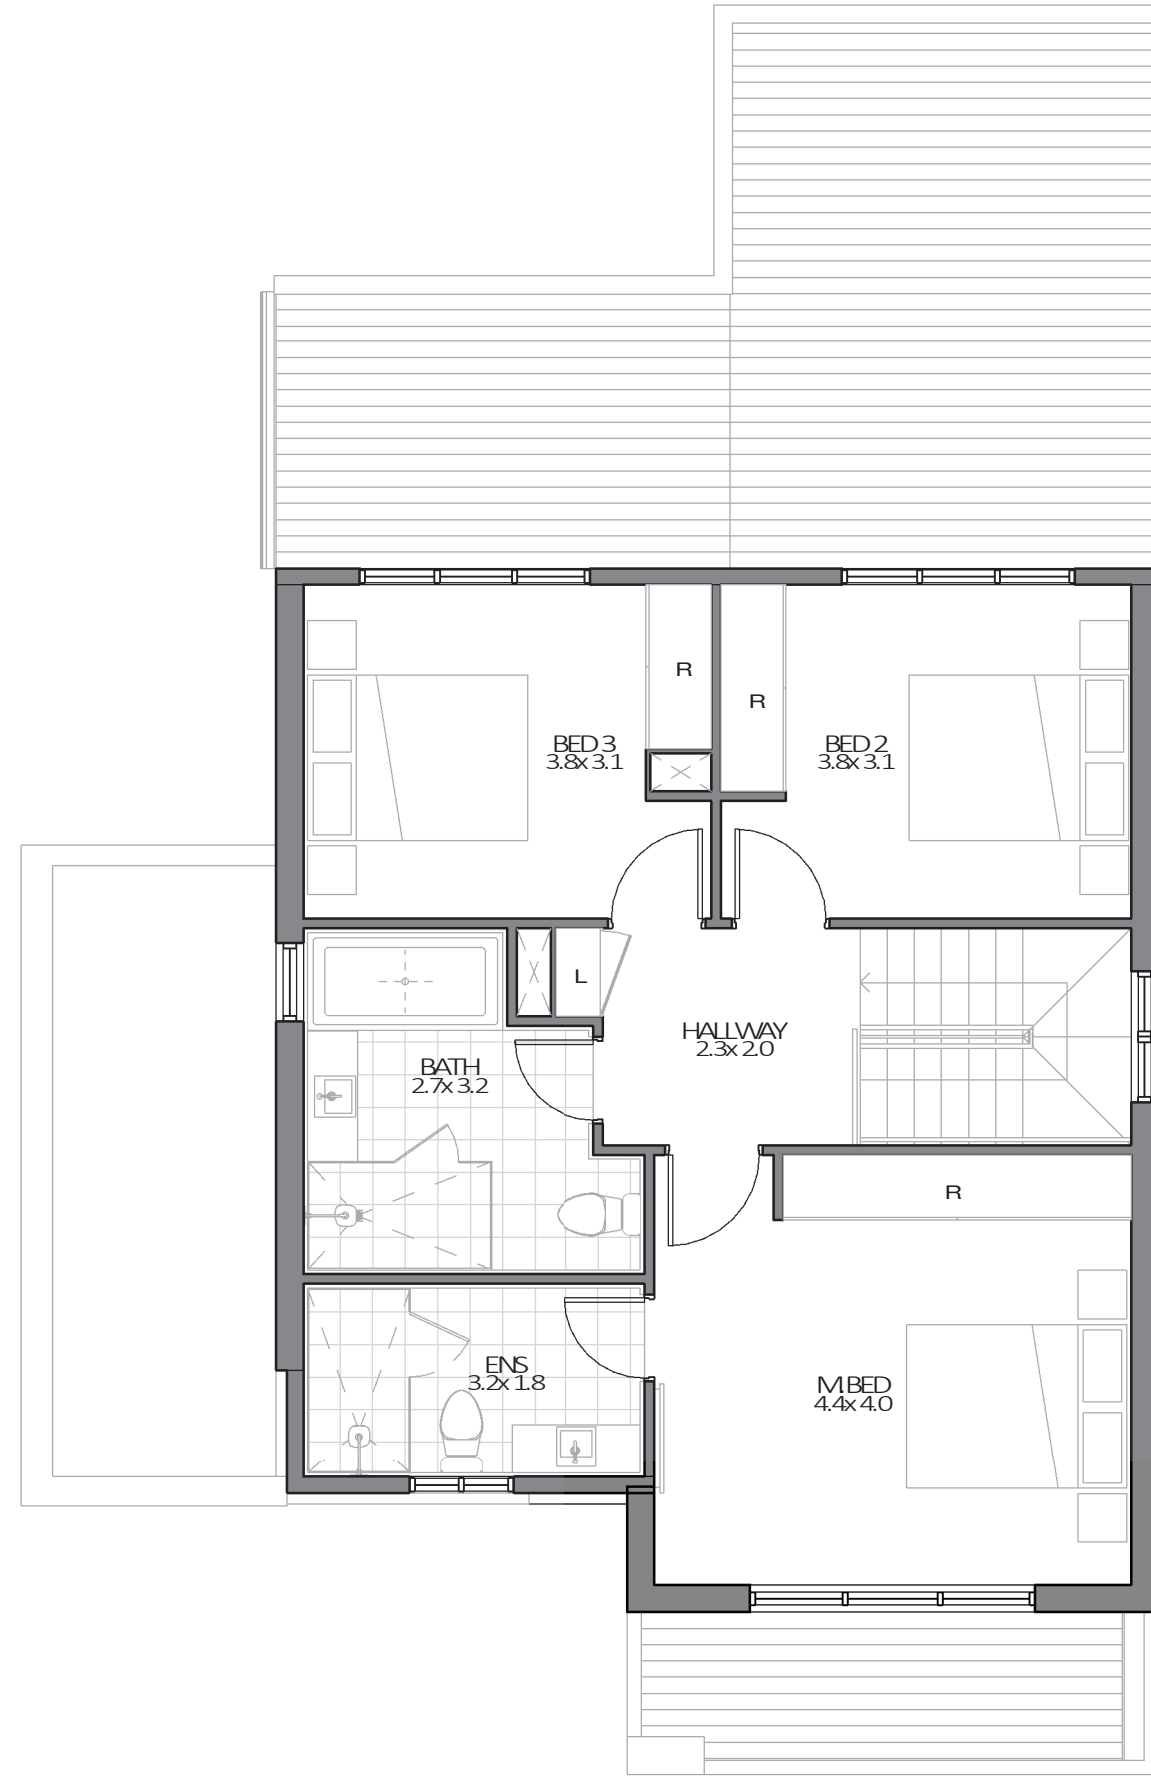 R
R
BED 3
3.8x 3.1
BED 2
3.8x 3.1
L
HALLWAY
2.3x 2.0
BATH
2.7x 3.2
R
ENS
3.2x 1.8
M.BED
4.4x 4.0